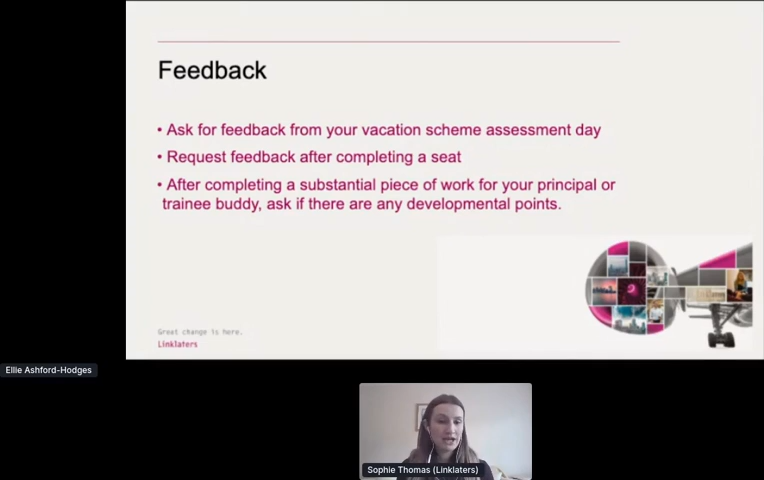 Feedback
• Ask for feedback from your vacation scheme assessment day
• Request feedback after completing a seat
• After completing a substantial piece of work for your principal or
trainee buddy, ask if there are any developmental points.
Great change is here.
Linklaters
Ellie Ashford-Hodges
Sophie Thomas (Linklaters)